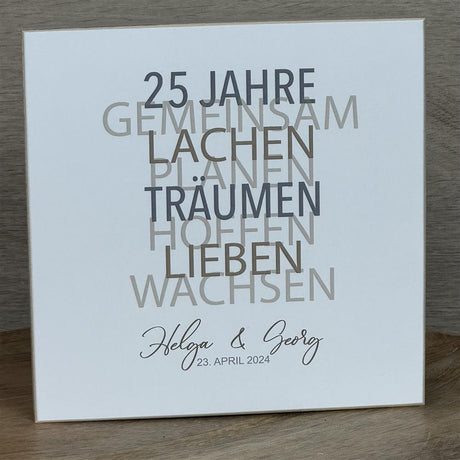 25 JAHRE
GEMEINSAM
LACHEN
PLANEN
TRÄUMEN
HOFFEN
LIEBEN
WACHSEN
Helga & Georg
23. APRIL 2024